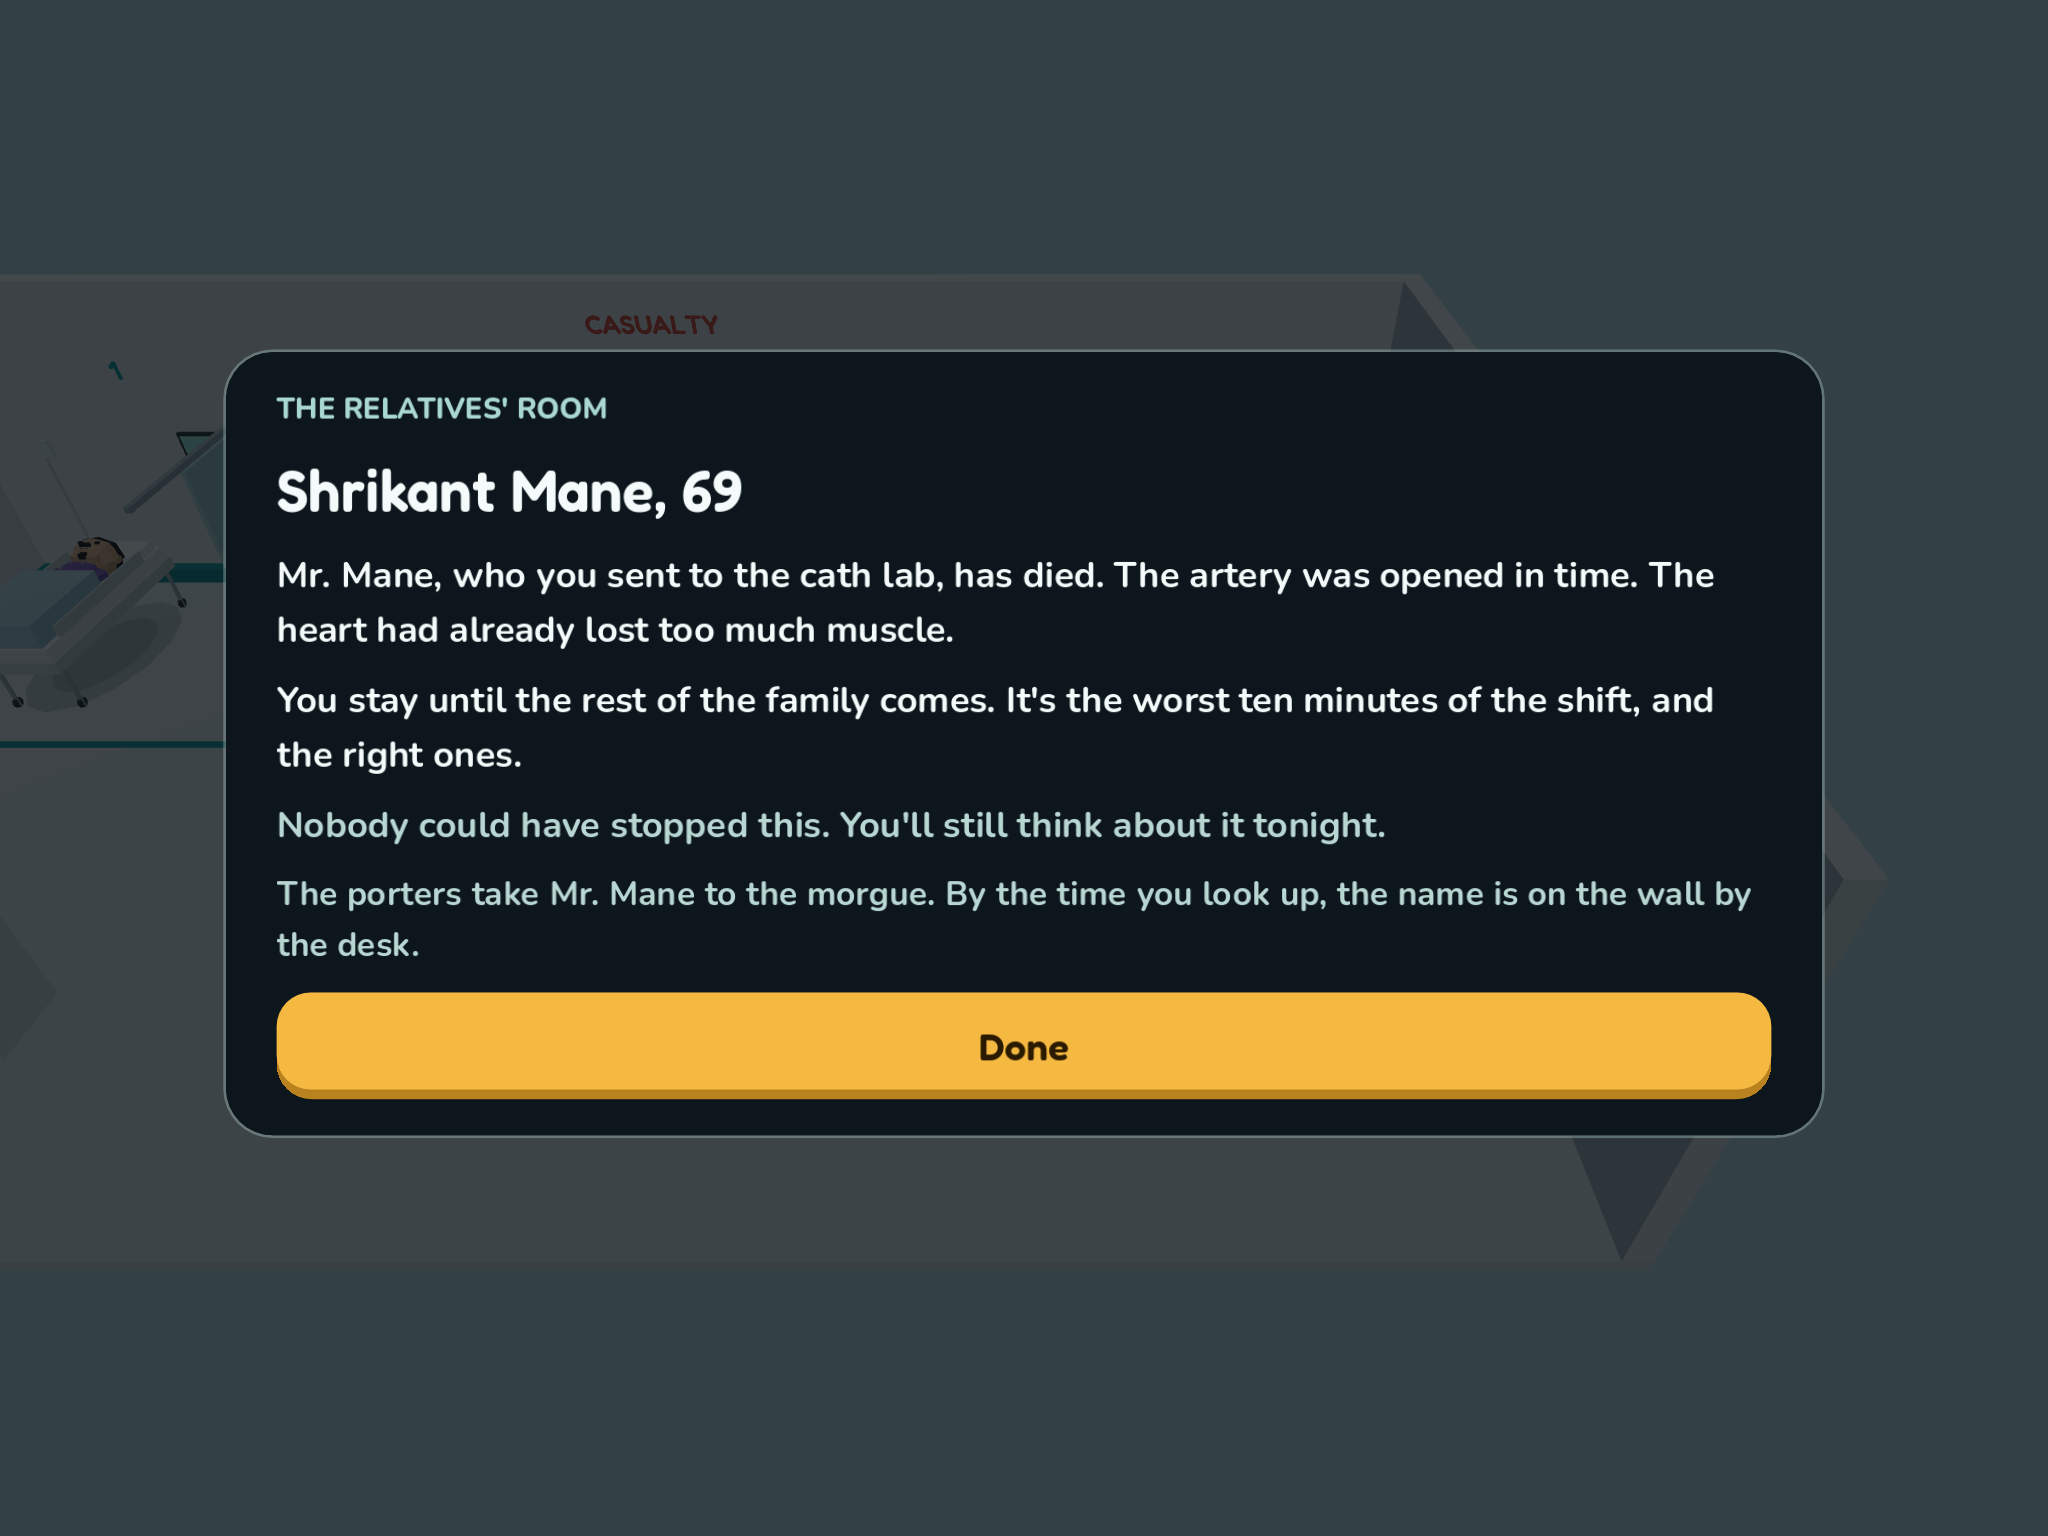 CASUALTY
THE RELATIVES' ROOM
Shrikant Mane, 69
Mr. Mane, who you sent to the cath lab, has died. The artery was opened in time. The
heart had already lost too much muscle.
You stay until the rest of the family comes. It's the worst ten minutes of the shift, and
the right ones.
Nobody could have stopped this. You'll still think about it tonight.
The porters take Mr. Mane to the morgue. By the time you look up, the name is on the wall by
the desk.
Done